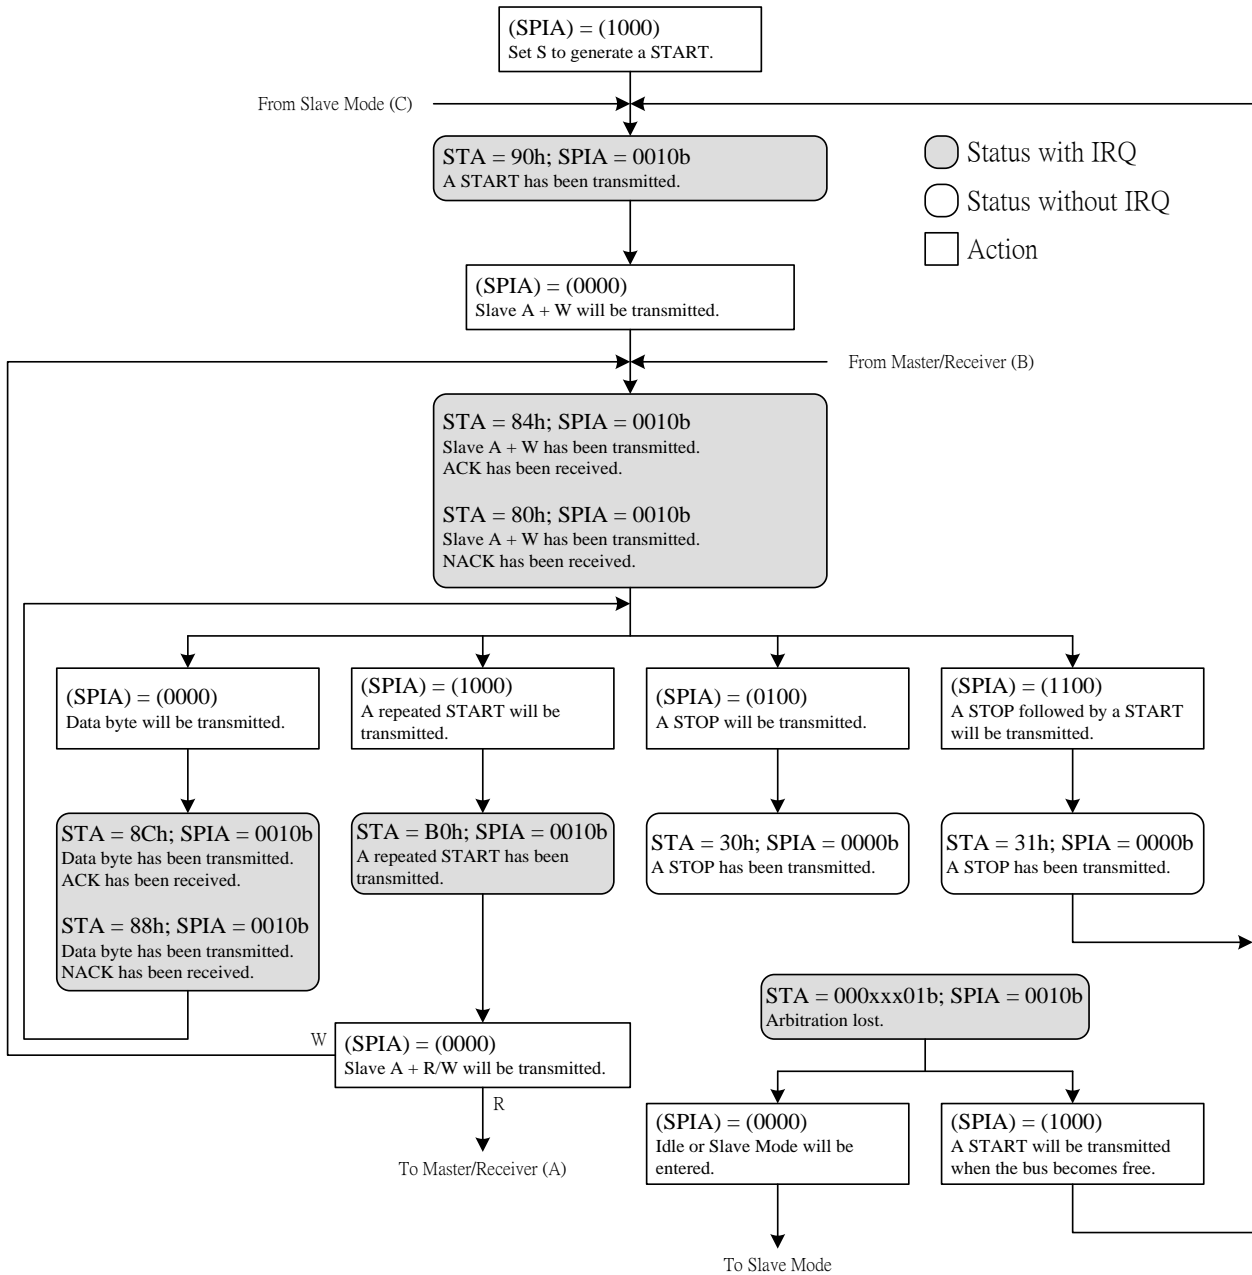 (SPIA) = (1000)
Set S to generate a START.
From Slave Mode (C)
STA = 90h; SPIA = 0010b
A START has been transmitted.
Status with IRQ
Status without IRQ
Action
(SPIA) = (0000)
Slave A + W will be transmitted.
From Master/Receiver (B)
STA = 84h; SPIA = 0010b
Slave A + W has been transmitted.
ACK has been received.
STA = 80h; SPIA = 0010b
Slave A + W has been transmitted.
NACK has been received.
(SPIA) = (0000)
Data byte will be transmitted.
(SPIA) = (1000)
A repeated START will be
transmitted.
(SPIA) = (0100)
A STOP will be transmitted.
(SPIA) = (1100)
A STOP followed by a START
will be transmitted.
STA = 8Ch; SPIA = 0010b
Data byte has been transmitted.
ACK has been received.
STA = 88h; SPIA = 0010b
Data byte has been transmitted.
NACK has been received.
STA = B0h; SPIA = 0010b
A repeated START has been
transmitted.
STA = 30h; SPIA = 0000b
A STOP has been transmitted.
STA = 31h; SPIA = 0000b
A STOP has been transmitted.
STA = 000xxx01b; SPIA = 0010b
Arbitration lost.
W
(SPIA) = (0000)
Slave A + R/W will be transmitted.
R
To Master/Receiver (A)
(SPIA) = (0000)
Idle or Slave Mode will be
entered.
(SPIA) = (1000)
A START will be transmitted
when the bus becomes free.
To Slave Mode